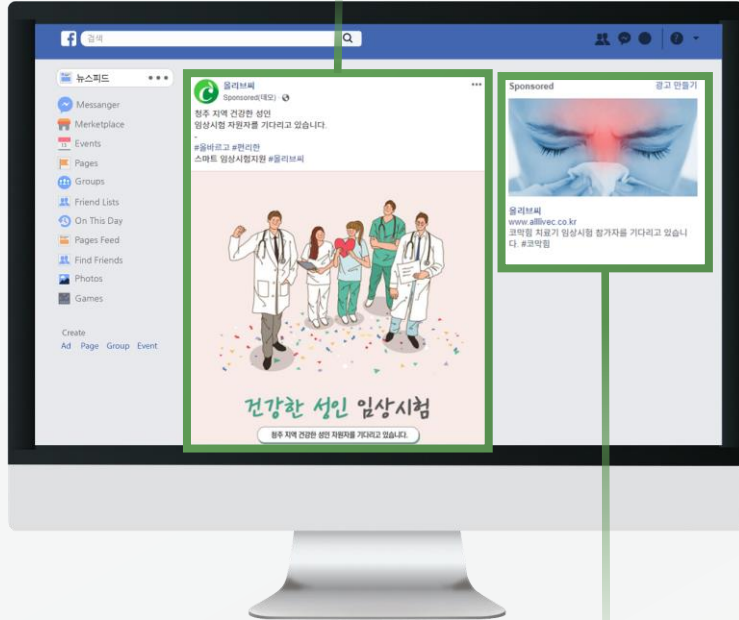 검색
뉴스피드
Messanger
Merketplace
Events
Pages
Groups
Friend Lists
On This Day
Pages Feed
Find Friends
Photos
Games
Create
Ad Page Group Event
올리브씨
Sponsored(데모)
청주 지역 건강한 성인
임상시험 자원자를 기다리고 있습니다.
-
#올바르고 #편리한
스마트 임상시험지원 #올리브씨
건강한 성인 임상시험
청주 지역 건강한 성인 자원자를 기다리고 있습니다.
Sponsored 광고 만들기
올리브씨
www.alllivec.co.kr
코막힘 치료기 임상시험 참가자를 기다리고 있습니
다. #코막힘